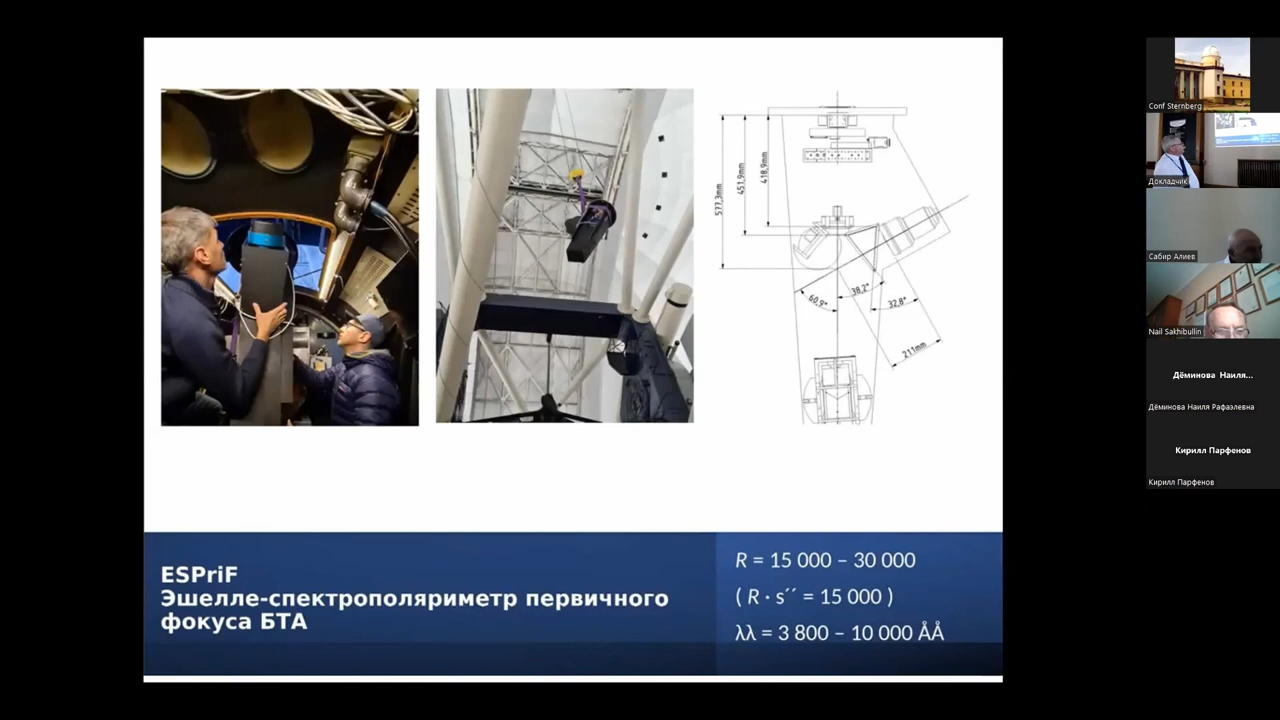 577,3mm
451,9mm
418,9mm
60,9°
38,2°
32,8°
211mm
ESPriF
Эшелле-спектрополяриметр первичного
фокуса БТА
R = 15 000 – 30 000
( R · s´´ = 15 000 )
λλ = 3 800 – 10 000 ÅÅ
Conf Sternberg
Докладчик
Сабир Алиев
Nail Sakhibullin
Дёминова Наиля...
Дёминова Наиля Рафаэлевна
Кирилл Парфенов
Кирилл Парфенов